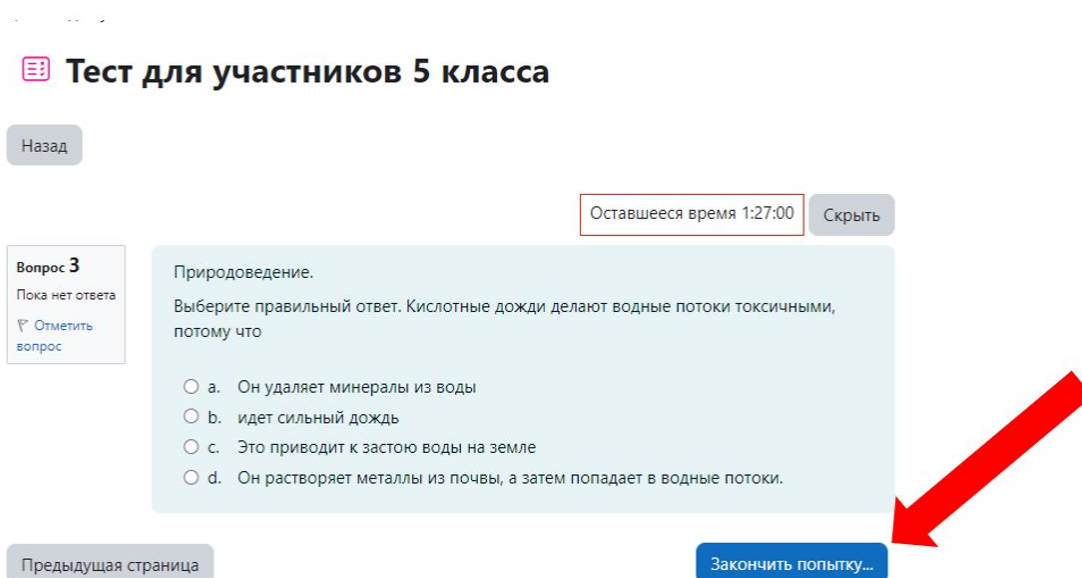 Тест для участников 5 класса
Назад
Оставшееся время 1:27:00
Скрыть
Вопрос 3
Пока нет ответа
Отметить
вопрос
Природоведение.
Выберите правильный ответ. Кислотные дожди делают водные потоки токсичными,
потому что
a. Он удаляет минералы из воды
b. идет сильный дождь
c. Это приводит к застою воды на земле
d. Он растворяет металлы из почвы, а затем попадает в водные потоки.
Предыдущая страница
Закончить попытку...